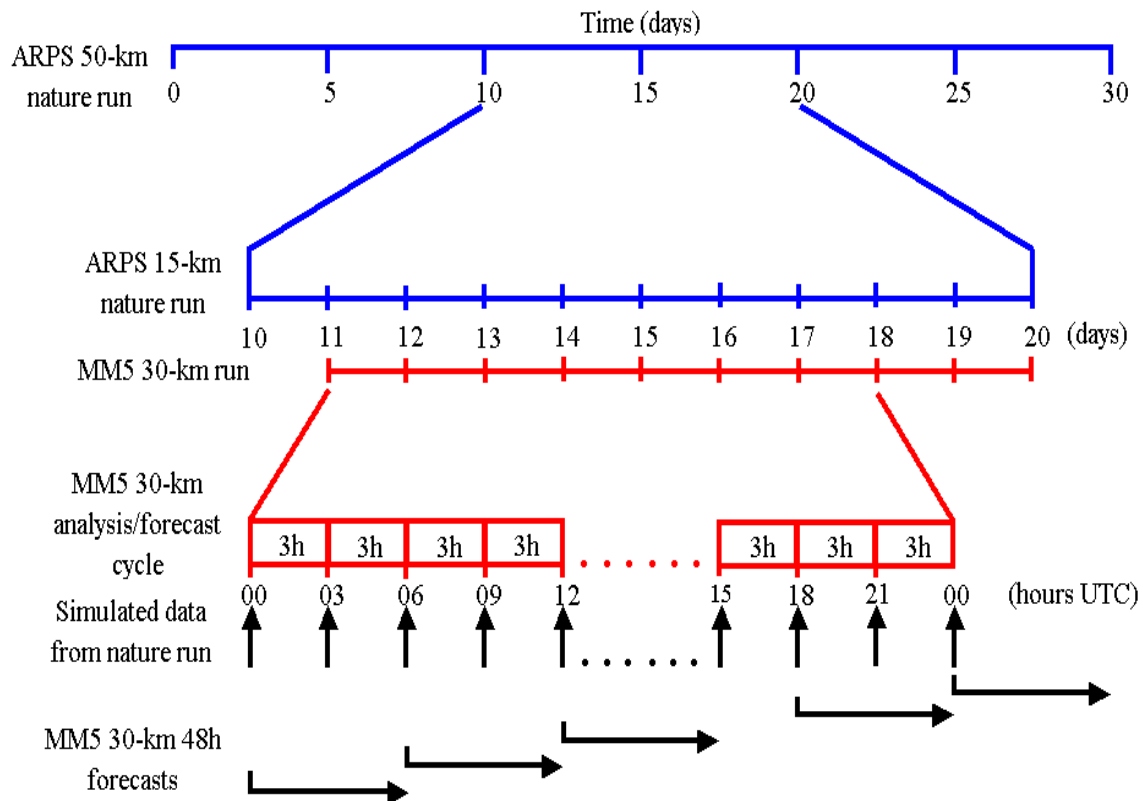 Time (days)
ARPS 50-km
nature run
0 5 10 15 20 25 30
ARPS 15-km
nature run
10 11 12 13 14 15 16 17 18 19 20 (days)
MM5 30-km run
MM5 30-km
analysis/forecast
cycle
3h 3h 3h 3h 3h 3h 3h
00 03 06 09 12 15 18 21 00 (hours UTC)
Simulated data
from nature run
MM5 30-km 48h
forecasts